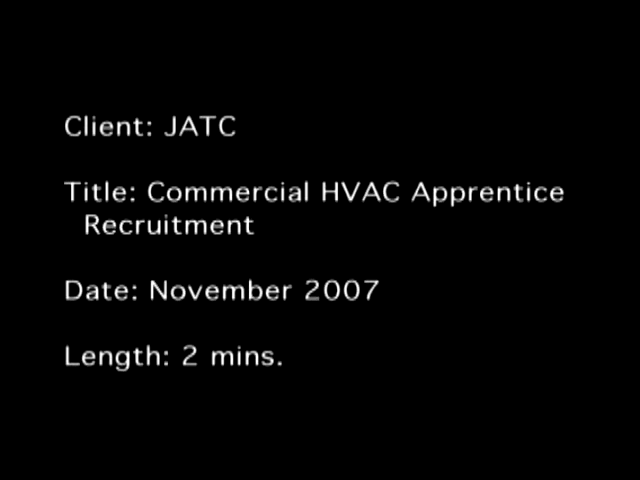 Client: JATC
Title: Commercial HVAC Apprentice
Recruitment
Date: November 2007
Length: 2 mins.